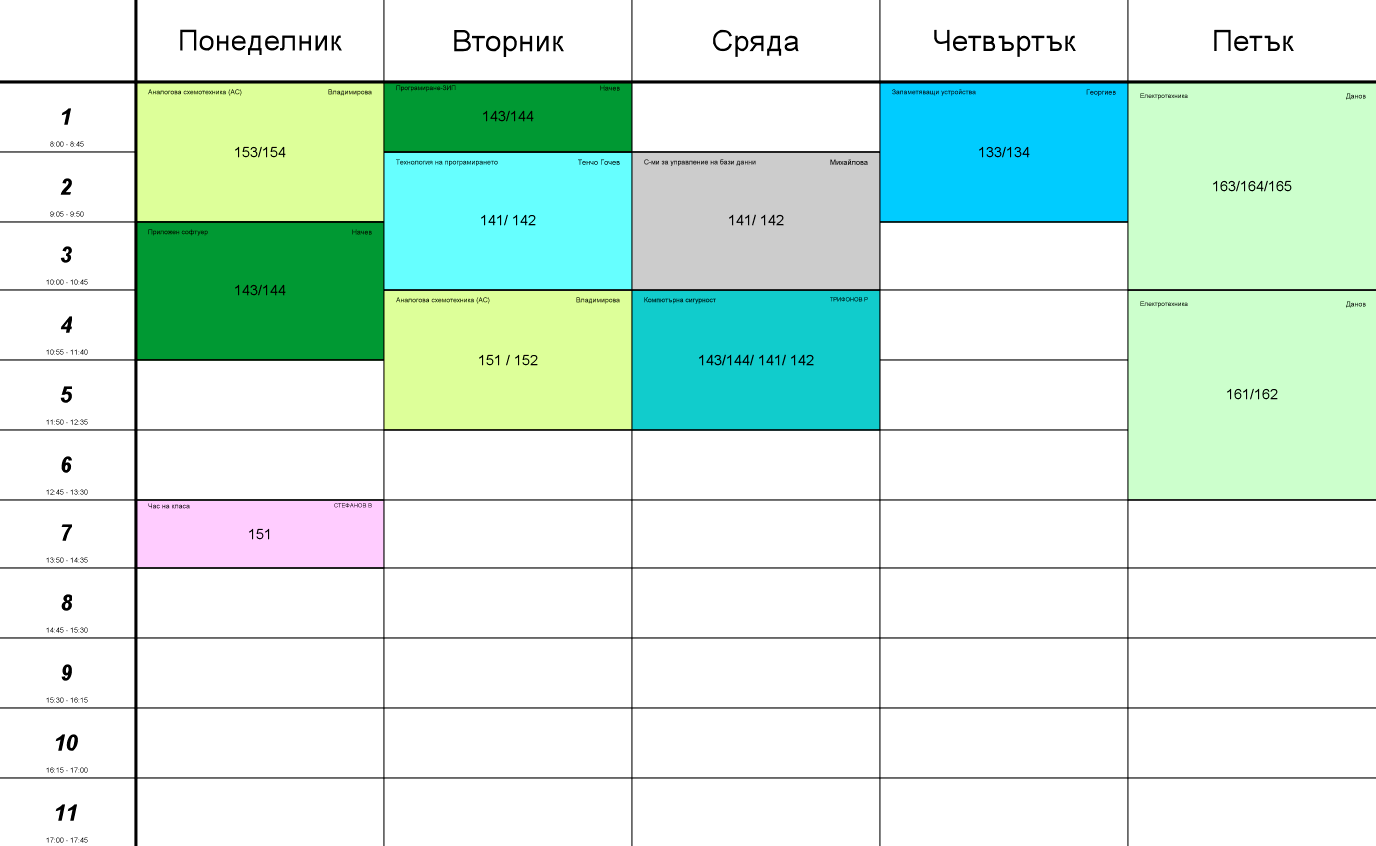 Понеделник Вторник Сряда Четвъртък Петък
1
8:00 - 8:45
Аналогова схемотехника (АС) Владимирова
153/154
Програмиране-ЗИП Начев
143/144
Запаметяващи устройства Георгиев
133/134
Електротехника Данов
163/164/165
2
9:05 - 9:50
Технология на програмирането Тенчо Гочев
141/ 142
С-ми за управление на бази данни Михайлова
141/ 142
3
10:00 - 10:45
Приложен софтуер Начев
143/144
4
10:55 - 11:40
Аналогова схемотехника (АС) Владимирова
151 / 152
Компютърна сигурност ТРИФОНОВ Р
143/144/ 141/ 142
Електротехника Данов
161/162
5
11:50 - 12:35
6
12:45 - 13:30
7
13:50 - 14:35
Час на класа СТЕФАНОВ В
151
8
14:45 - 15:30
9
15:30 - 16:15
10
16:15 - 17:00
11
17:00 - 17:45